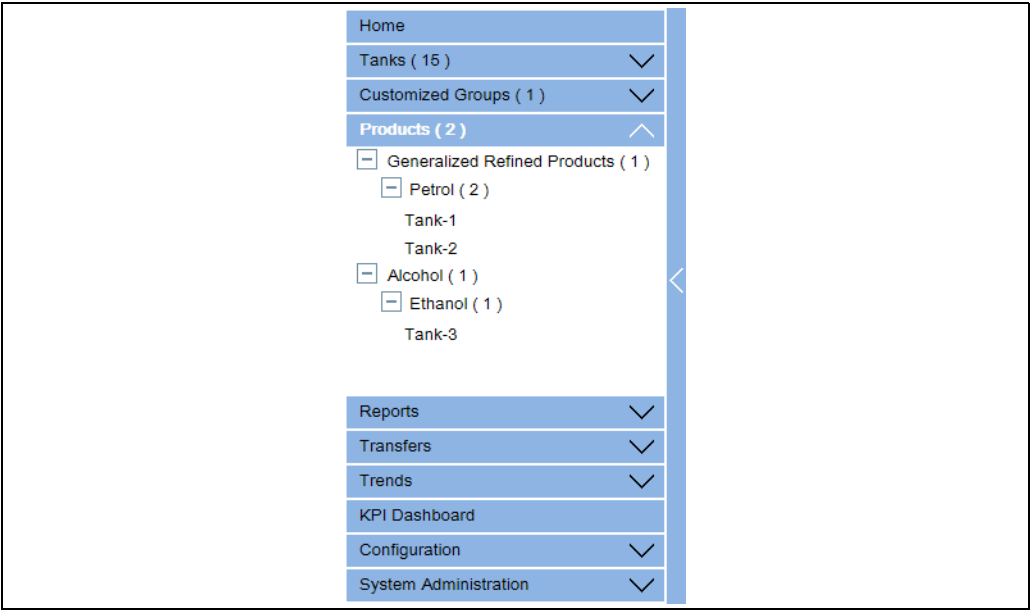 Home
Tanks ( 15 )
Customized Groups ( 1 )
Products ( 2 )
Generalized Refined Products ( 1 )
Petrol ( 2 )
Tank-1
Tank-2
Alcohol ( 1 )
Ethanol ( 1 )
Tank-3
Reports
Transfers
Trends
KPI Dashboard
Configuration
System Administration